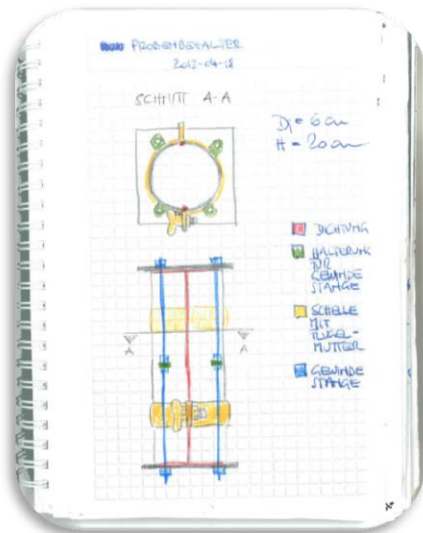 PROBENBEHÄLTER
2012-04-18
SCHNITT A-A
Di = 6 cm
H = 20 cm
DICHTUNG
HALTERUNG
FÜR
GEWINDE
STANGE
SCHELLE
MIT
FLÜGEL-
MUTTER
A A
GEWINDE
STANGE